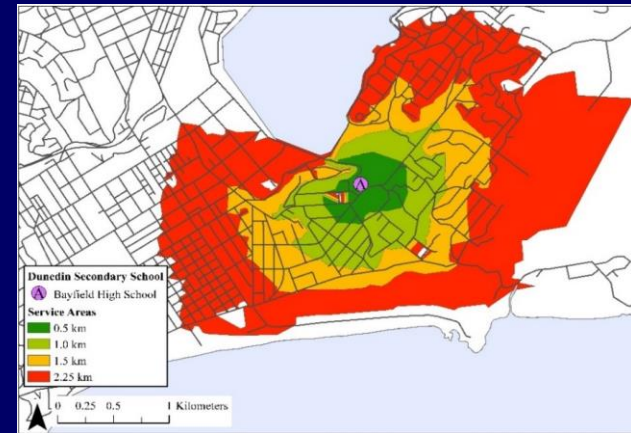 A
Dunedin Secondary School
A Bayfield High School
Service Areas
0.5 km
1.0 km
1.5 km
2.25 km
N
0 0.25 0.5 1 Kilometers